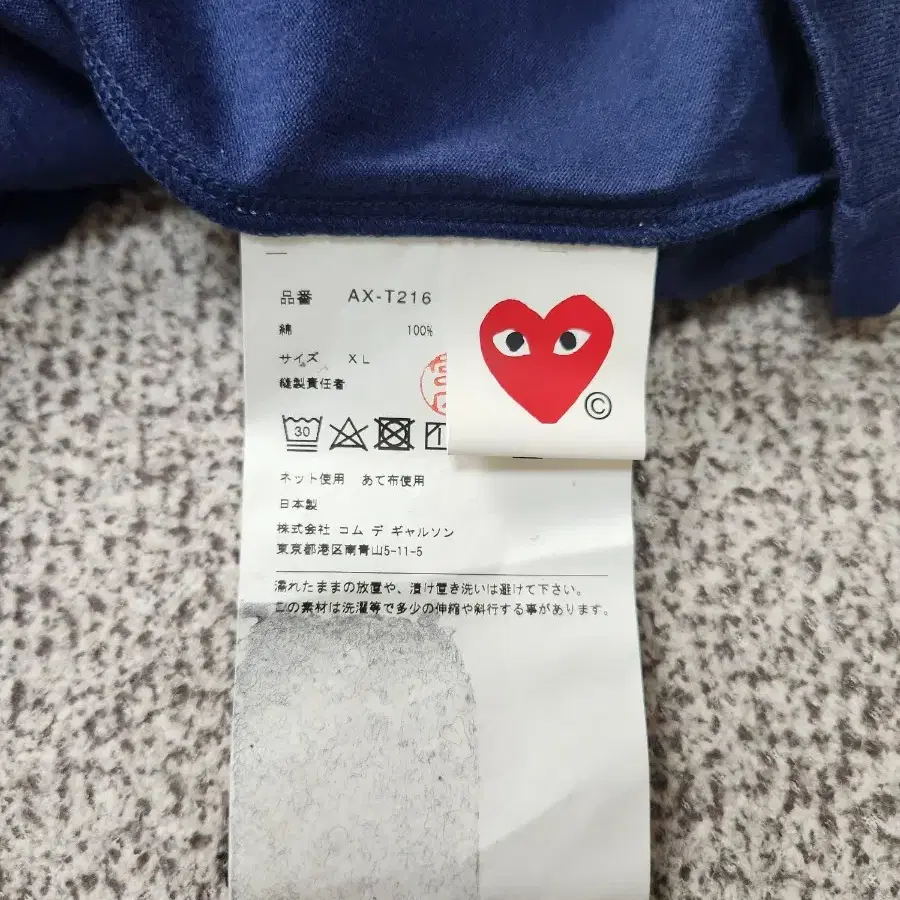 品番 AX-T216
綿 100%
サイズ XL
縫製責任者
30
ネット使用 あて布使用
日本製
株式会社 コム デ ギャルソン
東京都港区南青山5-11-5
濡れたままの放置や、漬け置き洗いは避けて下さい。
この素材は洗濯等で多少の伸縮や斜行する事があります。
©